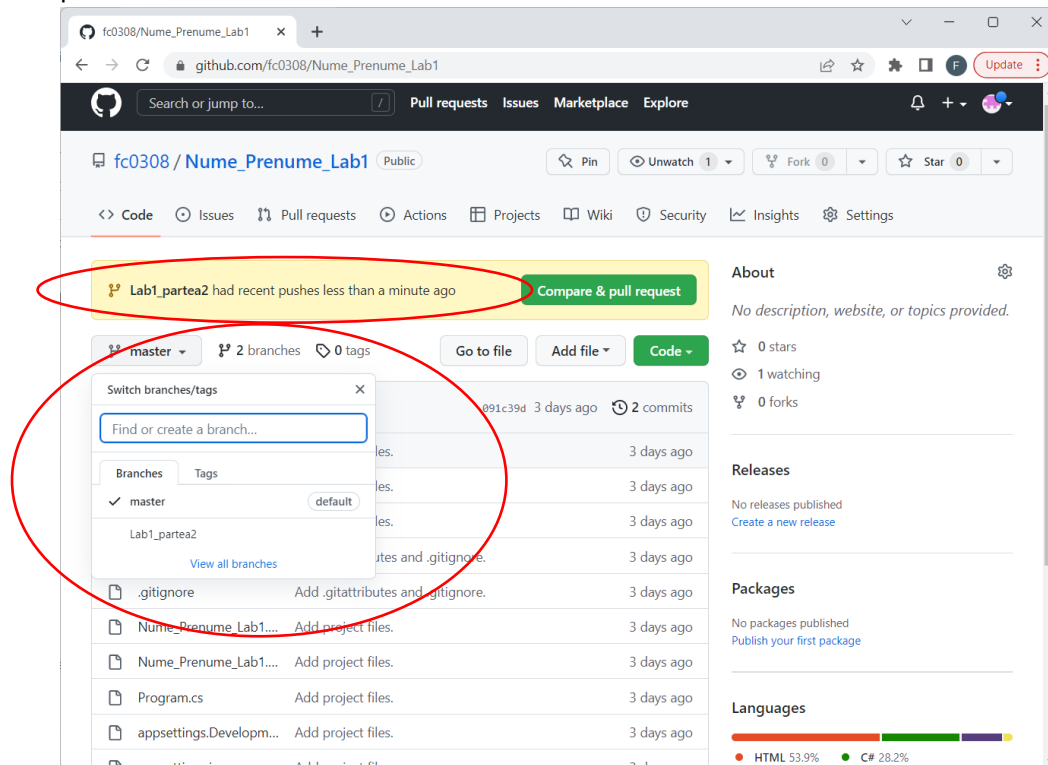 fc0308/Nume_Prenume_Lab1
github.com/fc0308/Nume_Prenume_Lab1
F
Update
Search or jump to... /
Pull requests Issues Marketplace Explore
fc0308 / Nume_Prenume_Lab1 Public
Pin Unwatch 1 Fork 0 Star 0
Code Issues Pull requests Actions Projects Wiki Security Insights Settings
Lab1_partea2 had recent pushes less than a minute ago Compare & pull request
master 2 branches 0 tags Go to file Add file Code
Switch branches/tags
091c39d 3 days ago 2 commits
Find or create a branch...
les. 3 days ago
Branches Tags
les. 3 days ago
master default
les. 3 days ago
Lab1_partea2
utes and .gitignore. 3 days ago
View all branches
.gitignore Add .gitattributes and .gitignore. 3 days ago
Nume_Prenume_Lab1.... Add project files. 3 days ago
Nume_Prenume_Lab1.... Add project files. 3 days ago
Program.cs Add project files. 3 days ago
appsettings.Developm... Add project files. 3 days ago
About
No description, website, or topics provided.
0 stars
1 watching
0 forks
Releases
No releases published
Create a new release
Packages
No packages published
Publish your first package
Languages
HTML 53.9% C# 28.2%